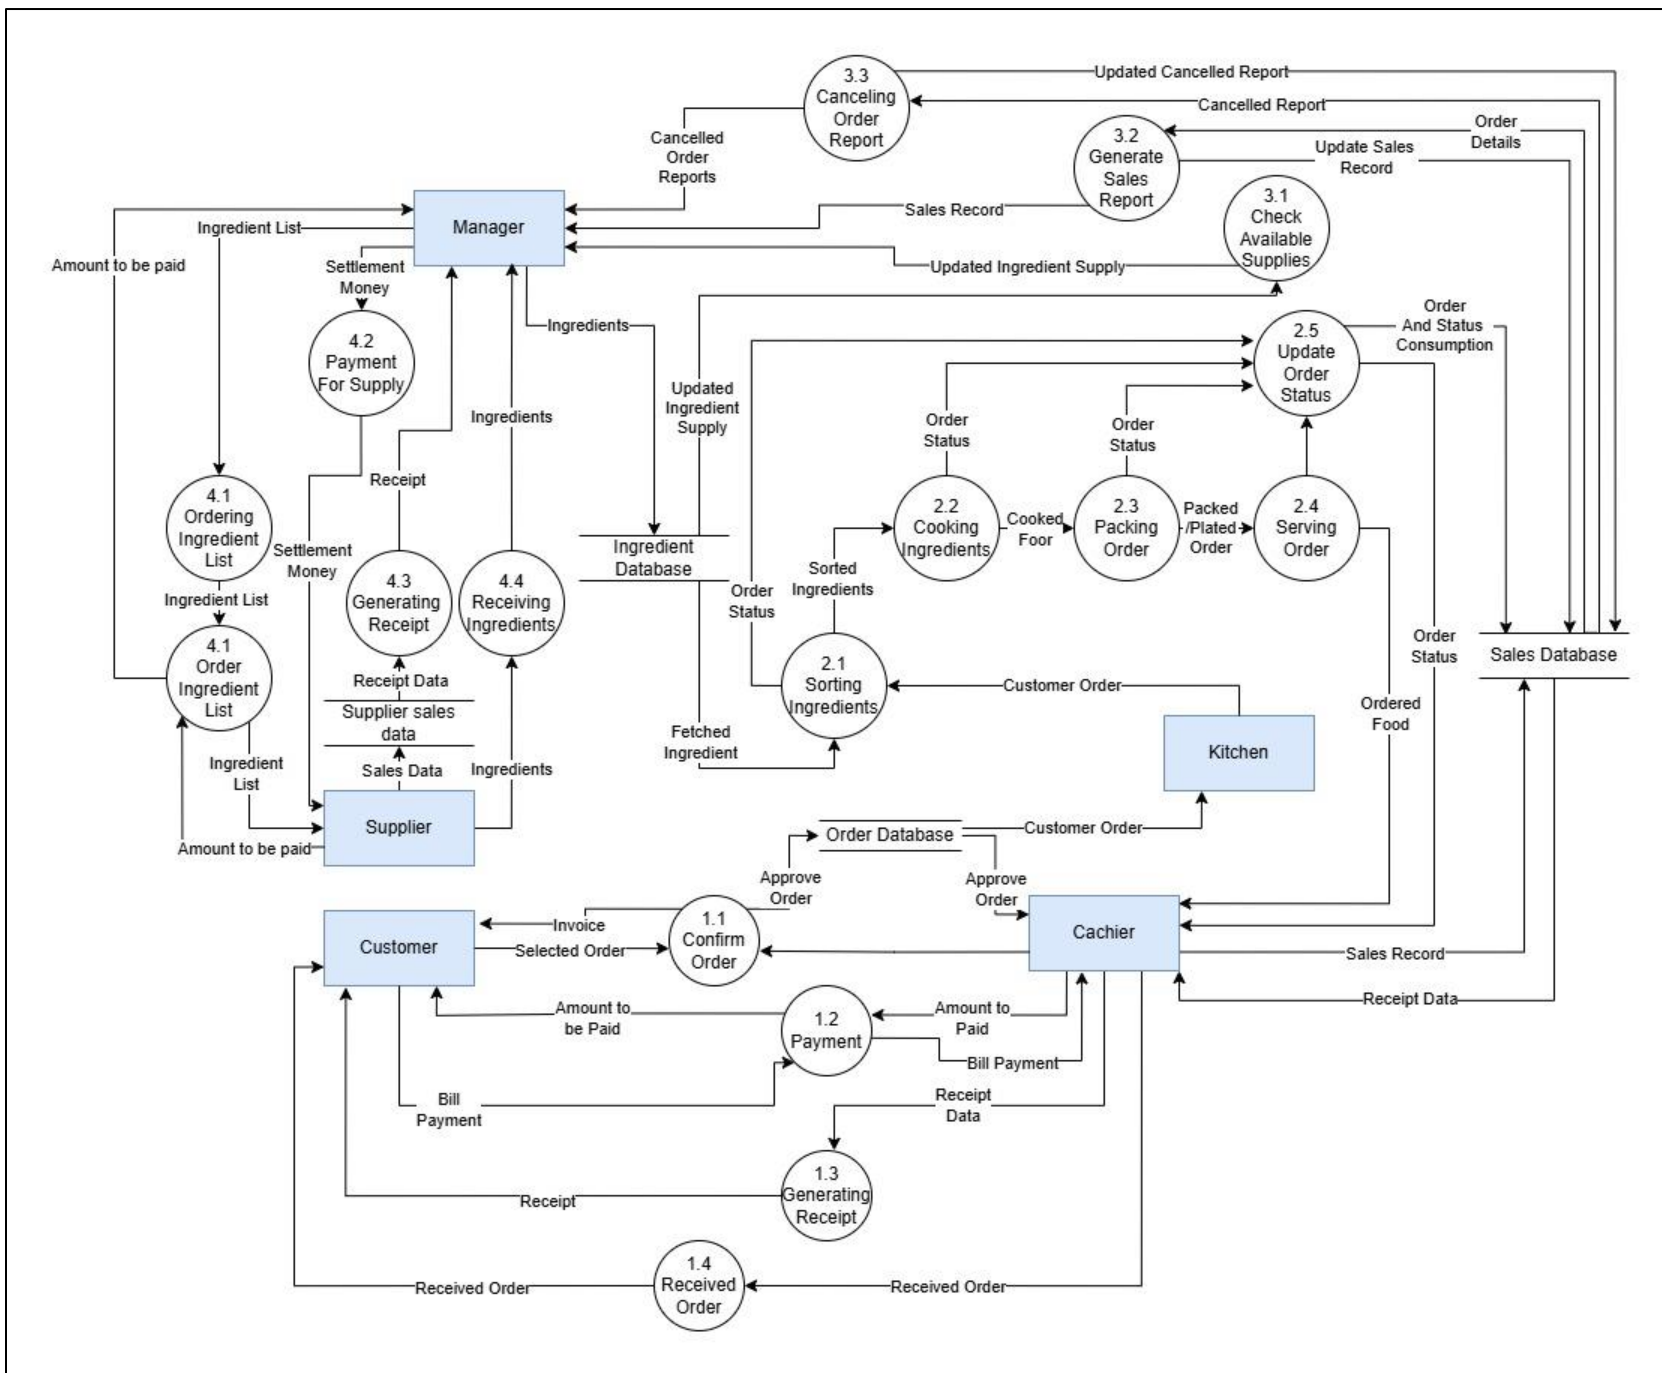 3.3
Canceling
Order
Report
Updated Cancelled Report
Cancelled Report
Order
Details
Cancelled
Order
Reports
3.2
Generate
Sales
Report
Update Sales
Record
3.1
Check
Available
Supplies
Manager
Sales Record
Ingredient List
Amount to be paid
Settlement
Money
Updated Ingredient Supply
4.2
Payment
For Supply
Ingredients
Order
And Status
Consumption
2.5
Update
Order
Status
Updated
Ingredient
Supply
Ingredients
Order
Status
Order
Status
Receipt
4.1
Ordering
Ingredient
List
2.2
Cooking
Ingredients
Cooked
Foor
2.3
Packing
Order
Packed
/Plated
Order
2.4
Serving
Order
Settlement
Money
Ingredient
Database
4.3
Generating
Receipt
4.4
Receiving
Ingredients
Order
Status
Sorted
Ingredients
Ingredient List
4.1
Order
Ingredient
List
Order
Status
Sales Database
2.1
Sorting
Ingredients
Customer Order
Receipt Data
Supplier sales
data
Ordered
Food
Fetched
Ingredient
Kitchen
Ingredient
List
Sales Data
Ingredients
Supplier
Amount to be paid
Order Database
Customer Order
Approve
Order
Approve
Order
Customer
Invoice
Selected Order
1.1
Confirm
Order
Cachier
Sales Record
Receipt Data
Amount to
be Paid
1.2
Payment
Amount to
Paid
Bill Payment
Bill
Payment
Receipt
Data
1.3
Generating
Receipt
Receipt
1.4
Received
Order
Received Order
Received Order